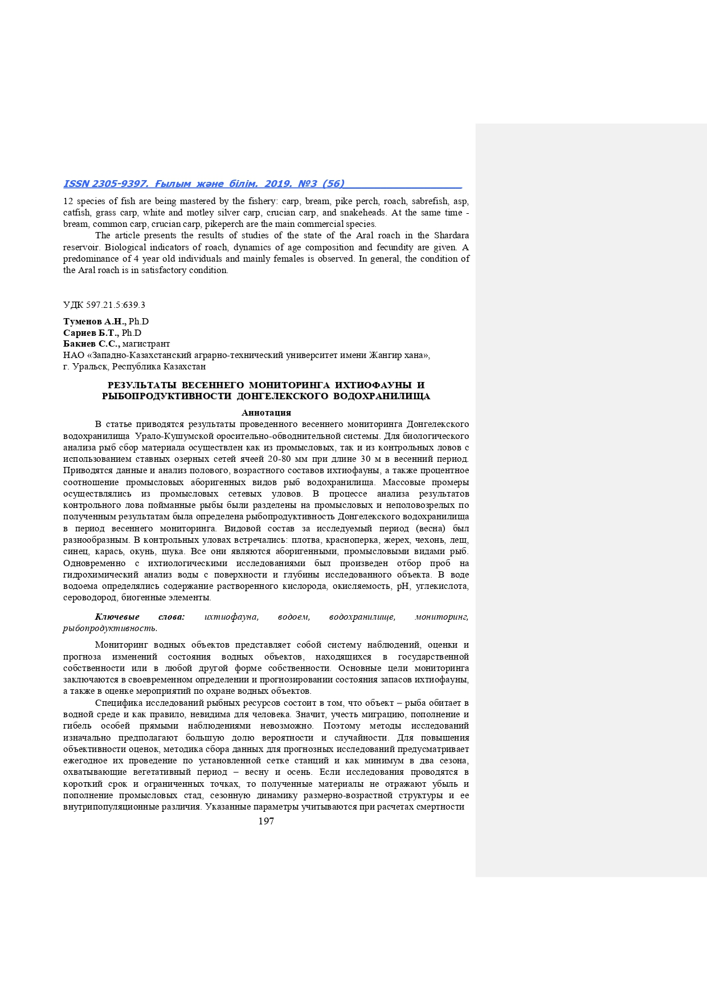 ISSN 2305-9397. Ғылым және білім. 2019. №3 (56)
12 species of fish are being mastered by the fishery: carp, bream, pike perch, roach, sabrefish, asp,
catfish, grass carp, white and motley silver carp, crucian carp, and snakeheads. At the same time -
bream, common carp, crucian carp, pikeperch are the main commercial species.
The article presents the results of studies of the state of the Aral roach in the Shardara
reservoir. Biological indicators of roach, dynamics of age composition and fecundity are given. A
predominance of 4 year old individuals and mainly females is observed. In general, the condition of
the Aral roach is in satisfactory condition.
УДК 597.21.5:639.3
Туменов А.Н., Ph.D
Сариев Б.Т., Ph.D
Бакиев С.С., магистрант
НАО «Западно-Казахстанский аграрно-технический университет имени Жангир хана»,
г. Уральск, Республика Казахстан
РЕЗУЛЬТАТЫ ВЕСЕННЕГО МОНИТОРИНГА ИХТИОФАУНЫ И
РЫБОПРОДУКТИВНОСТИ ДОНГЕЛЕКСКОГО ВОДОХРАНИЛИЩА
Аннотация
В статье приводятся результаты проведенного весеннего мониторинга Донгелекского
водохранилища Урало-Кушумской оросительно-обводнительной системы. Для биологического
анализа рыб сбор материала осуществлен как из промысловых, так и из контрольных ловов с
использованием ставных озерных сетей ячеей 20-80 мм при длине 30 м в весенний период.
Приводятся данные и анализ полового, возрастного составов ихтиофауны, а также процентное
соотношение промысловых аборигенных видов рыб водохранилища. Массовые промеры
осуществлялись из промысловых сетевых уловов. В процессе анализа результатов
контрольного лова пойманные рыбы были разделены на промысловых и неполовозрелых по
полученным результатам была определена рыбопродуктивность Донгелекского водохранилища
в период весеннего мониторинга. Видовой состав за исследуемый период (весна) был
разнообразным. В контрольных уловах встречались: плотва, красноперка, жерех, чехонь, лещ,
синец, карась, окунь, щука. Все они являются аборигенными, промысловыми видами рыб.
Одновременно с ихтиологическими исследованиями был произведен отбор проб на
гидрохимический анализ воды с поверхности и глубины исследованного объекта. В воде
водоема определялись содержание растворенного кислорода, окисляемость, рН, углекислота,
сероводород, биогенные элементы.
Ключевые слова: ихтиофауна, водоем, водохранилище, мониторинг,
рыбопродуктивность.
Мониторинг водных объектов представляет собой систему наблюдений, оценки и
прогноза изменений состояния водных объектов, находящихся в государственной
собственности или в любой другой форме собственности. Основные цели мониторинга
заключаются в своевременном определении и прогнозировании состояния запасов ихтиофауны,
а также в оценке мероприятий по охране водных объектов.
Специфика исследований рыбных ресурсов состоит в том, что объект – рыба обитает в
водной среде и как правило, невидима для человека. Значит, учесть миграцию, пополнение и
гибель особей прямыми наблюдениями невозможно. Поэтому методы исследований
изначально предполагают большую долю вероятности и случайности. Для повышения
объективности оценок, методика сбора данных для прогнозных исследований предусматривает
ежегодное их проведение по установленной сетке станций и как минимум в два сезона,
охватывающие вегетативный период – весну и осень. Если исследования проводятся в
короткий срок и ограниченных точках, то полученные материалы не отражают убыль и
пополнение промысловых стад, сезонную динамику размерно-возрастной структуры и ее
внутрипопуляционные различия. Указанные параметры учитываются при расчетах смертности
197